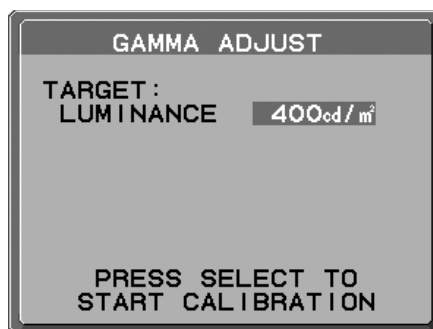 GAMMA ADJUST
TARGET:
LUMINANCE 400cd/㎡
PRESS SELECT TO
START CALIBRATION